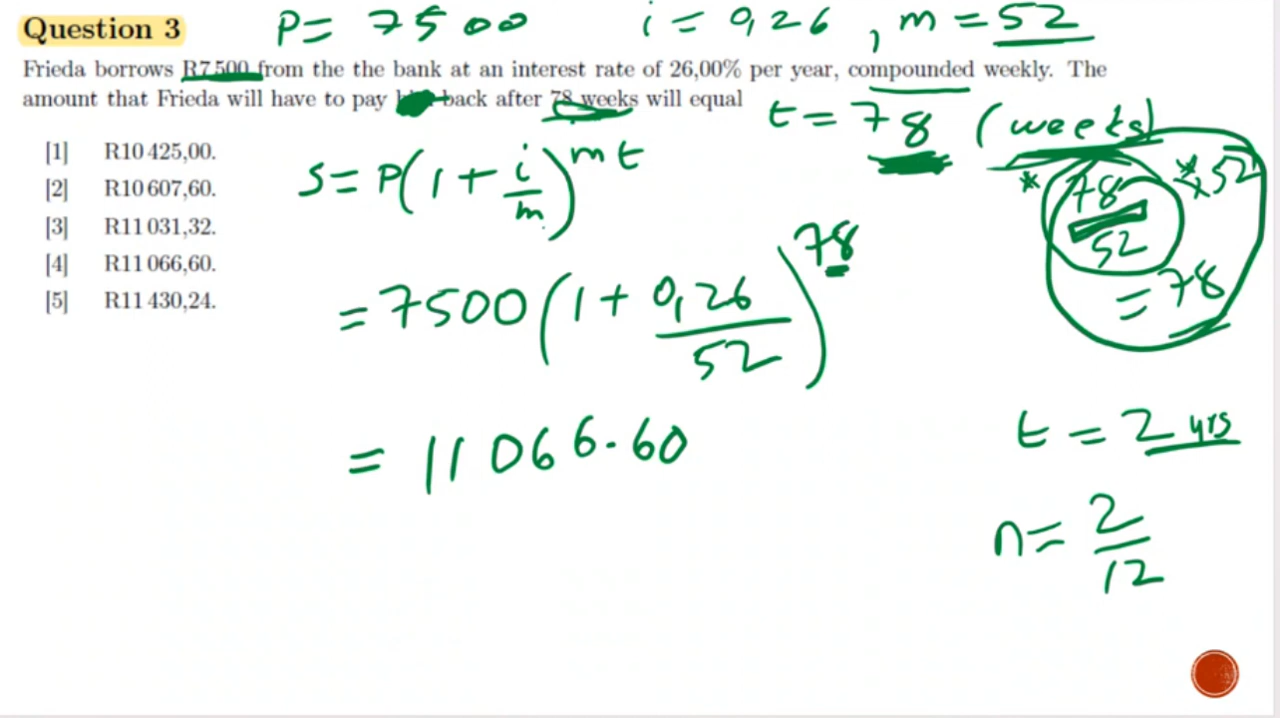 Question 3
P= 7500 i = 0,26 , m = 52
Frieda borrows R7 500 from the the bank at an interest rate of 26,00% per year, compounded weekly. The
amount that Frieda will have to pay back after 78 weeks will equal
t = 78 (weeks)
[1] R10 425,00.
[2] R10 607,60.
[3] R11 031,32.
[4] R11 066,60.
[5] R11 430,24.
S = P(1 + i/m)^mt
* 78/52 * 52
= 78
= 7500(1 + 0,26/52)^78
= 11 066.60
t = 2 yrs
n = 2/12